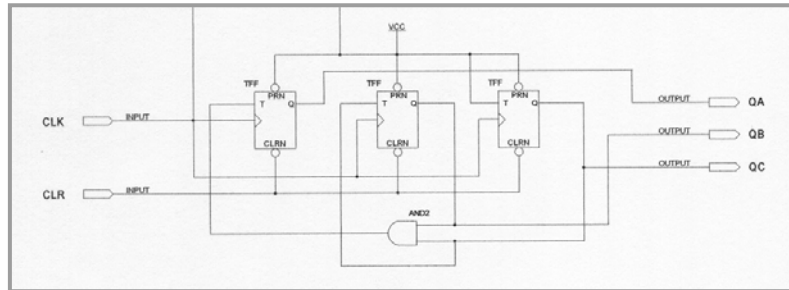 VCC
TFF TFF TFF
PRN PRN PRN
T Q T Q T Q
CLK INPUT
CLRN CLRN CLRN
OUTPUT QA
OUTPUT QB
OUTPUT QC
CLR INPUT
AND2